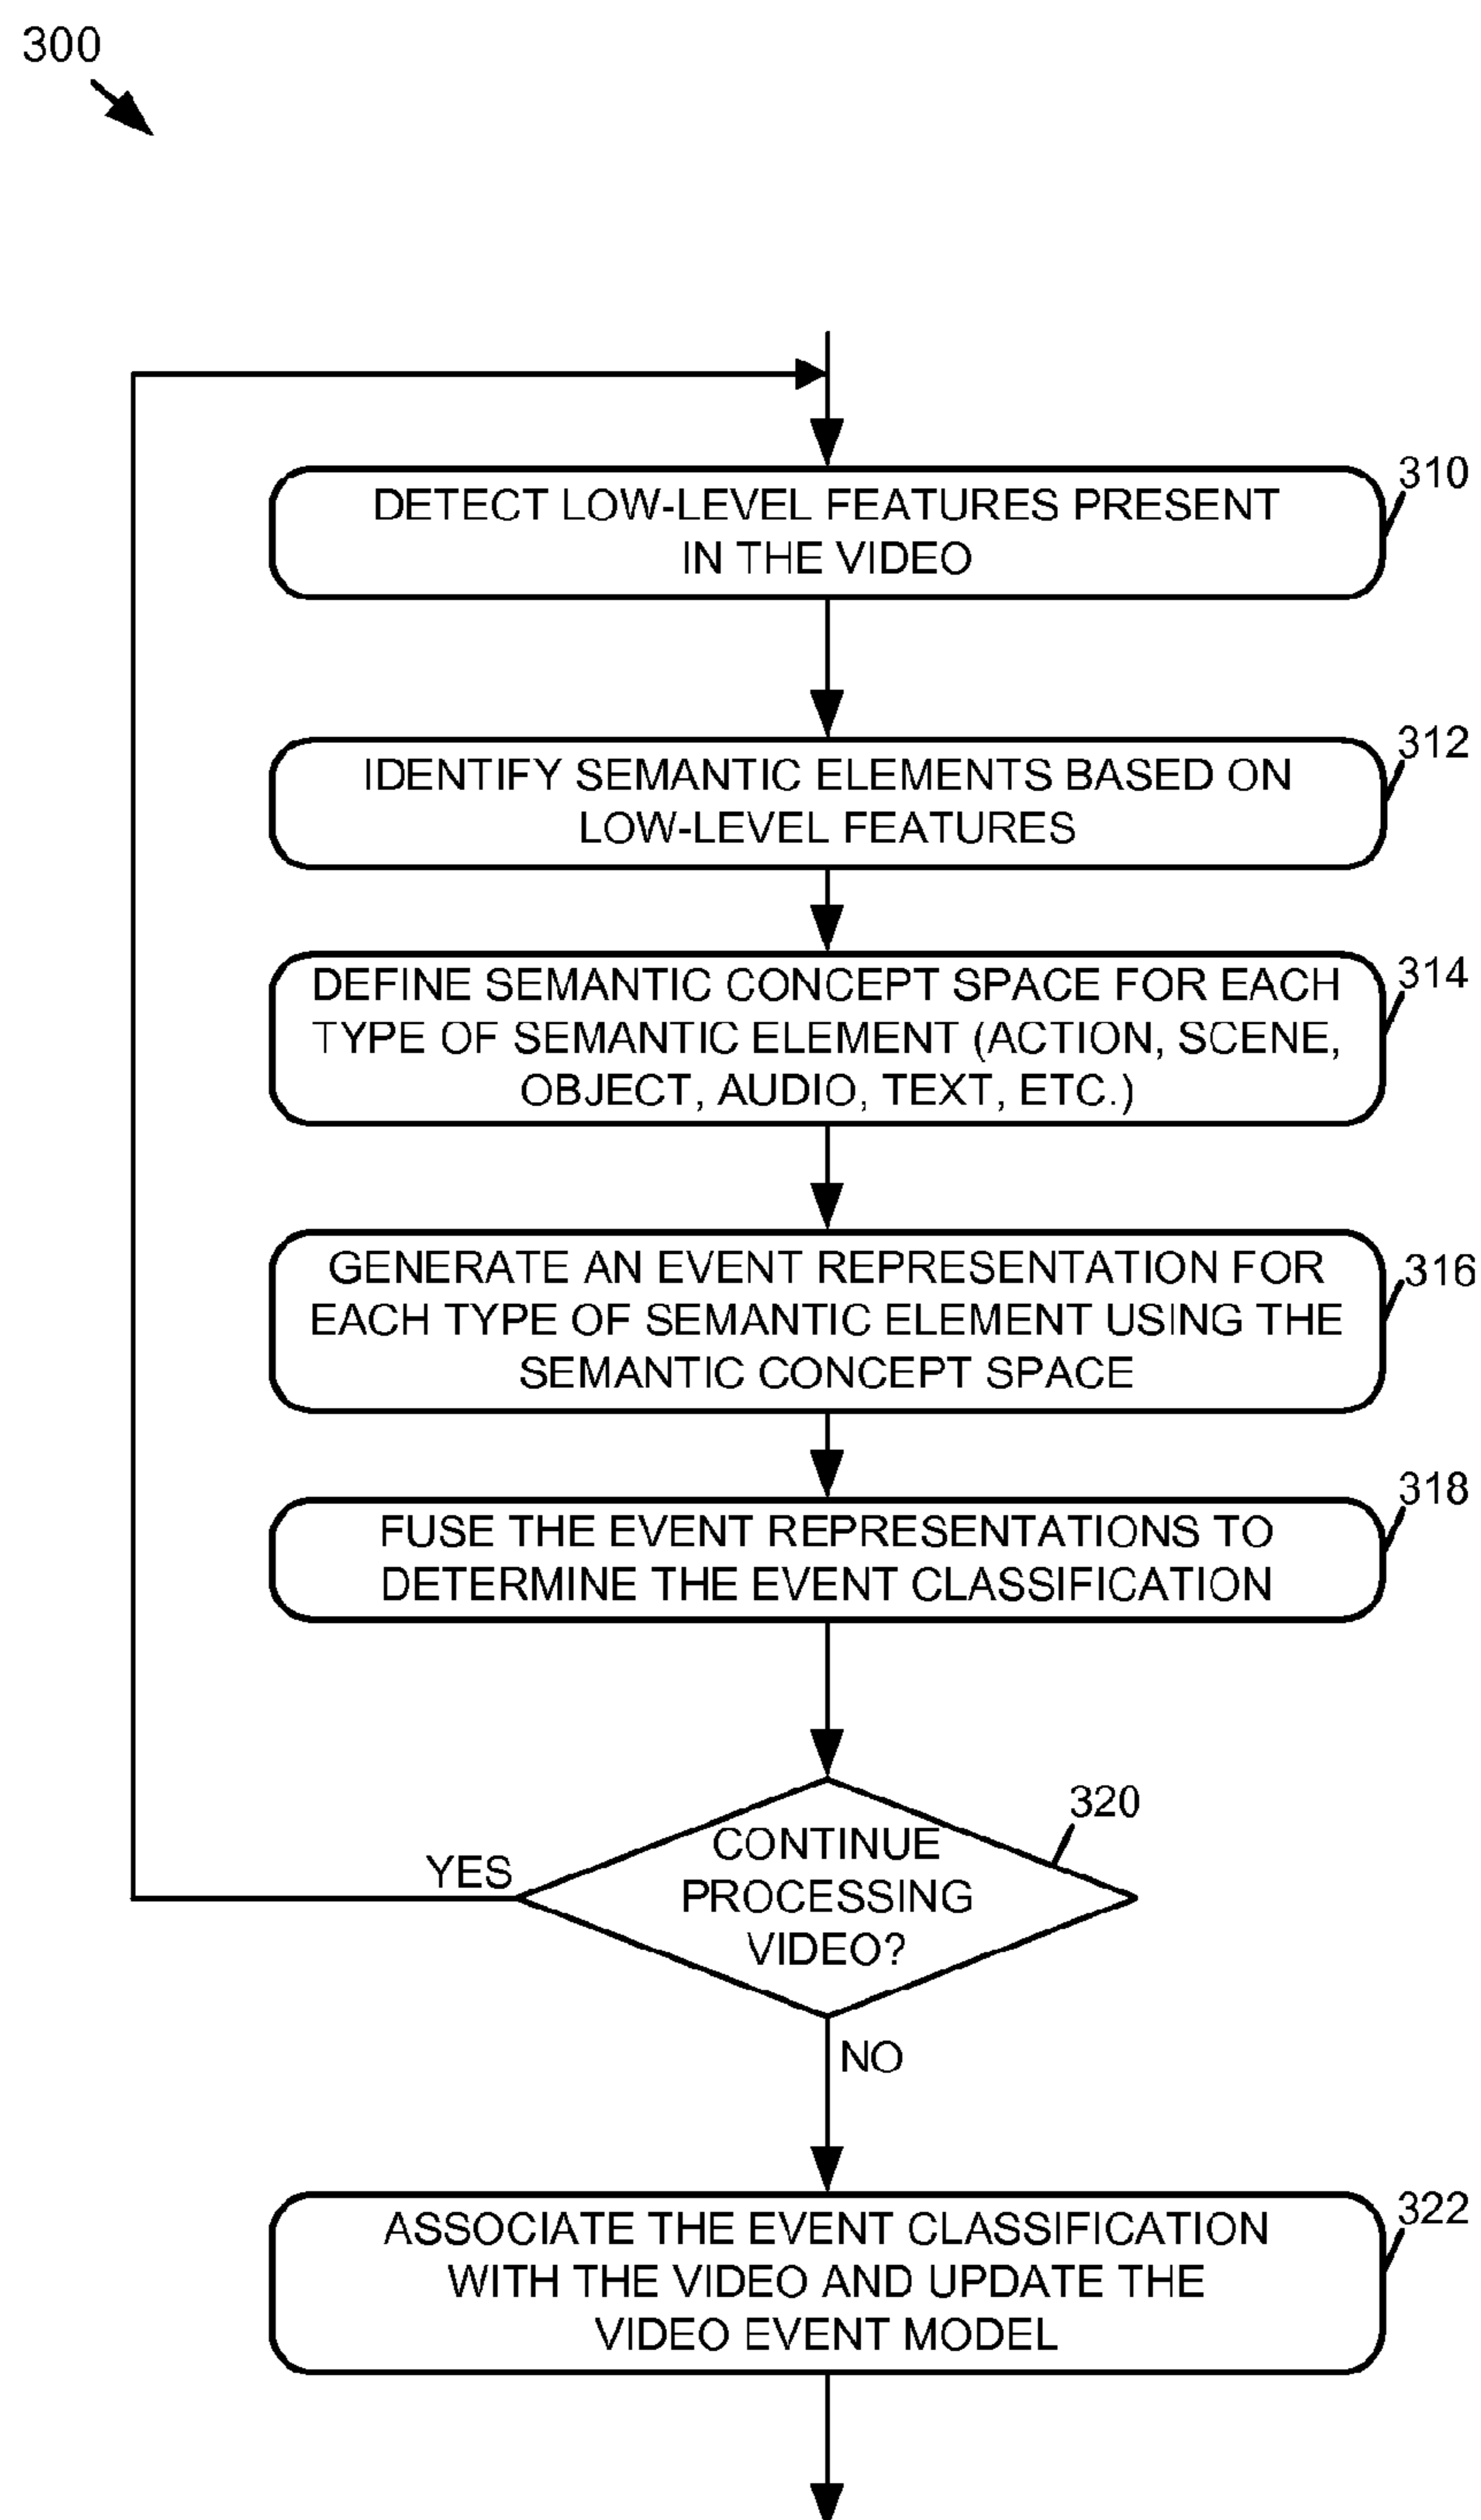 300
310
DETECT LOW-LEVEL FEATURES PRESENT
IN THE VIDEO
312
IDENTIFY SEMANTIC ELEMENTS BASED ON
LOW-LEVEL FEATURES
314
DEFINE SEMANTIC CONCEPT SPACE FOR EACH
TYPE OF SEMANTIC ELEMENT (ACTION, SCENE,
OBJECT, AUDIO, TEXT, ETC.)
316
GENERATE AN EVENT REPRESENTATION FOR
EACH TYPE OF SEMANTIC ELEMENT USING THE
SEMANTIC CONCEPT SPACE
318
FUSE THE EVENT REPRESENTATIONS TO
DETERMINE THE EVENT CLASSIFICATION
320
CONTINUE
PROCESSING
VIDEO?
YES
NO
322
ASSOCIATE THE EVENT CLASSIFICATION
WITH THE VIDEO AND UPDATE THE
VIDEO EVENT MODEL